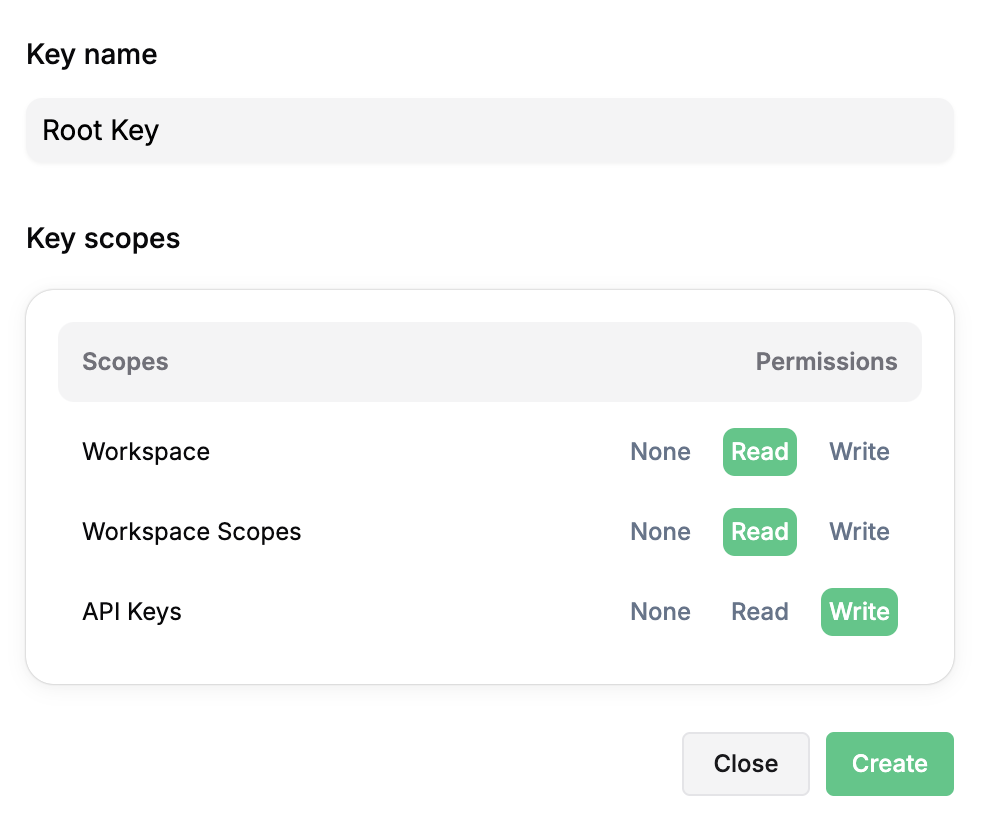 Key name
Root Key
Key scopes
Scopes Permissions
Workspace None Read Write
Workspace Scopes None Read Write
API Keys None Read Write
Close Create